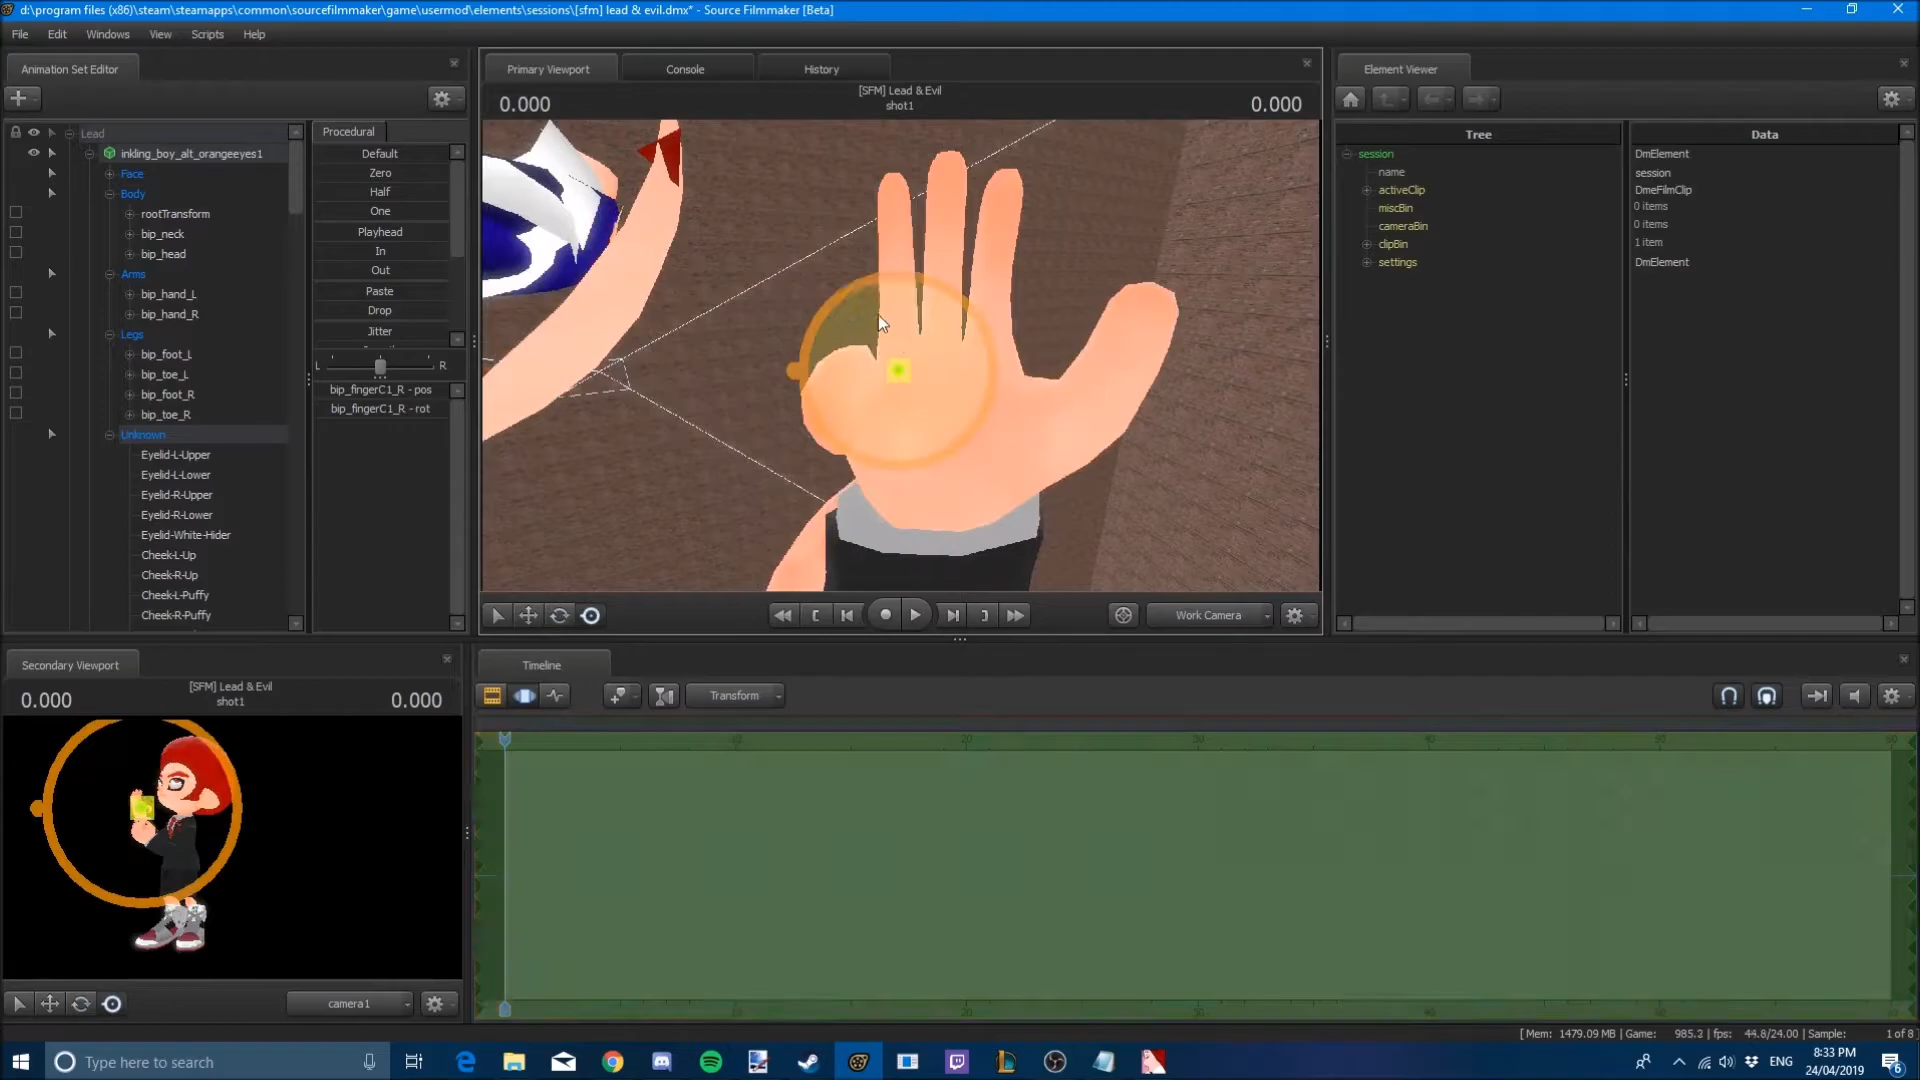 d:\program files (x86)\steam\steamapps\common\sourcefilmmaker\game\usermod\elements\sessions\[sfm] lead & evil.dmx* - Source Filmmaker [Beta]
File Edit Windows View Scripts Help
Animation Set Editor
Lead
inkling_boy_alt_orangeeyes1
Face
Body
rootTransform
bip_neck
bip_head
Arms
bip_hand_L
bip_hand_R
Legs
bip_foot_L
bip_toe_L
bip_foot_R
bip_toe_R
Unknown
Eyelid-L-Upper
Eyelid-L-Lower
Eyelid-R-Upper
Eyelid-R-Lower
Eyelid-White-Hider
Cheek-L-Up
Cheek-R-Up
Cheek-L-Puffy
Cheek-R-Puffy
Procedural
Default
Zero
Half
One
Playhead
In
Out
Paste
Drop
Jitter
L R
bip_fingerC1_R - pos
bip_fingerC1_R - rot
Primary Viewport Console History
0.000 [SFM] Lead & Evil 0.000
shot1
Work Camera
Element Viewer
Tree Data
session DmElement
name session
activeClip DmeFilmClip
miscBin 0 items
cameraBin 0 items
clipBin 1 item
settings DmElement
Secondary Viewport
0.000 [SFM] Lead & Evil 0.000
shot1
camera1
Timeline
Transform
10 20 30 40 50 60
20
[ Mem: 1479.09 MB | Game: 985.2 | fps: 44.8/24.00 | Sample: 1 of 8
Type here to search
ENG
8:33 PM
24/04/2019
6